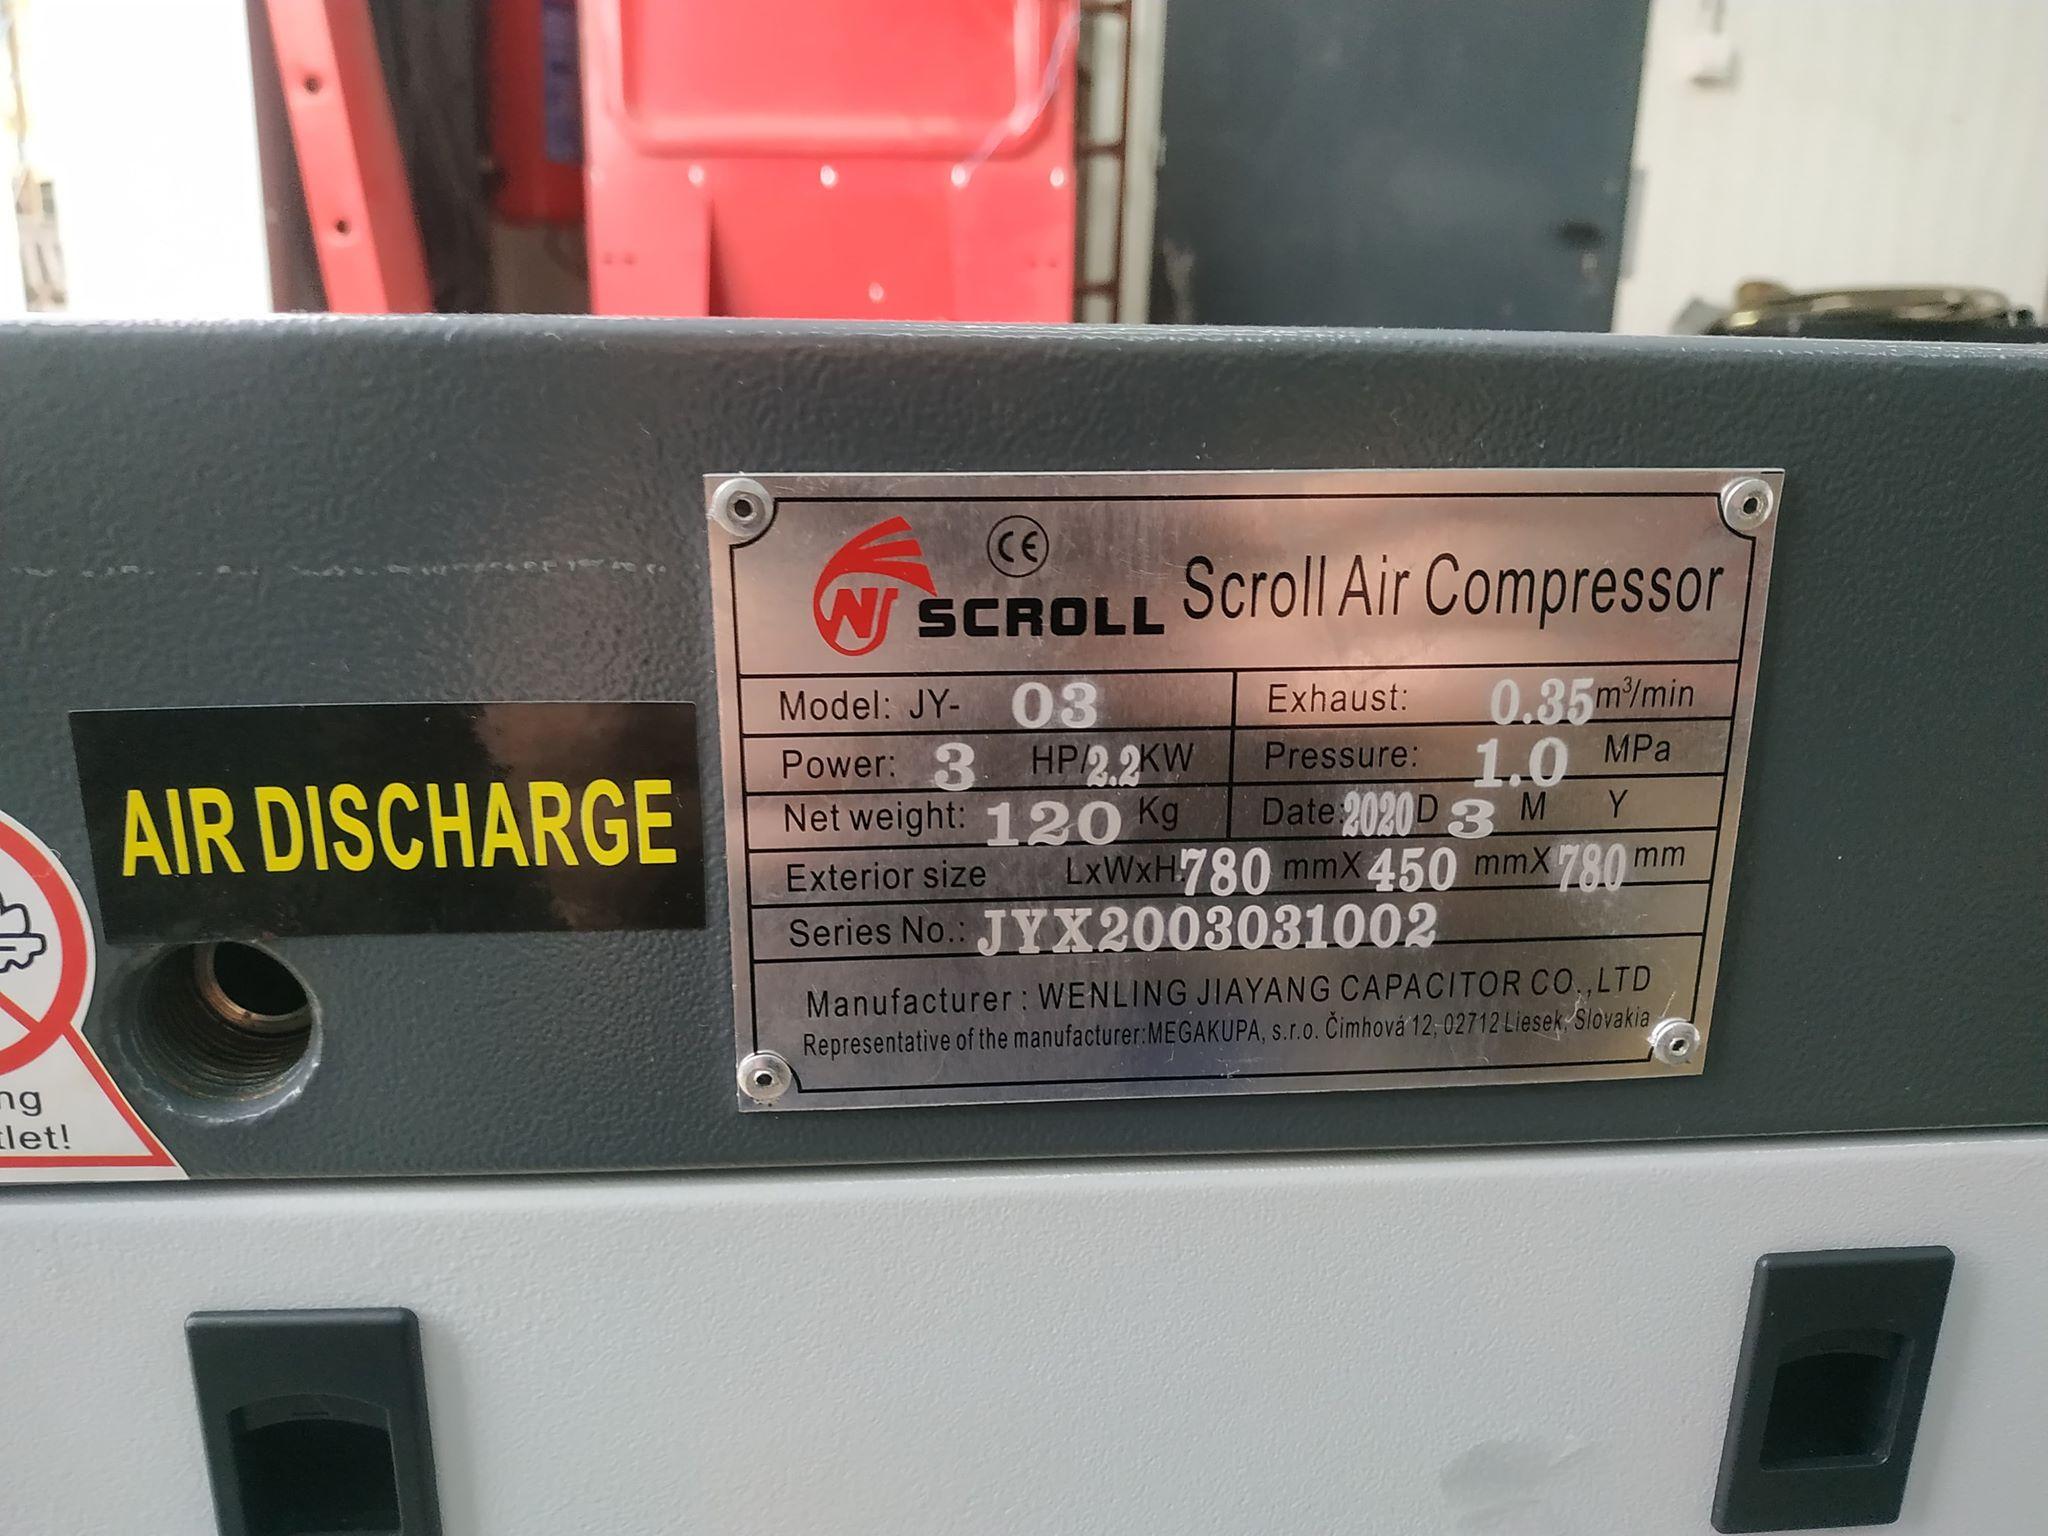 CE
NS SCROLL Scroll Air Compressor
Model: JY- 03 Exhaust: 0.35 m³/min
Power: 3 HP/2.2KW Pressure: 1.0 MPa
Net weight: 120 Kg Date:2020 D 3 M Y
Exterior size LxWxH:780 mmX 450 mmX 780 mm
Series No.: JYX2003031002
Manufacturer : WENLING JIAYANG CAPACITOR CO.,LTD
Representative of the manufacturer:MEGAKUPA, s.r.o. Čimhová 12, 02712 Liesek, Slovakia
AIR DISCHARGE
ng
tlet!